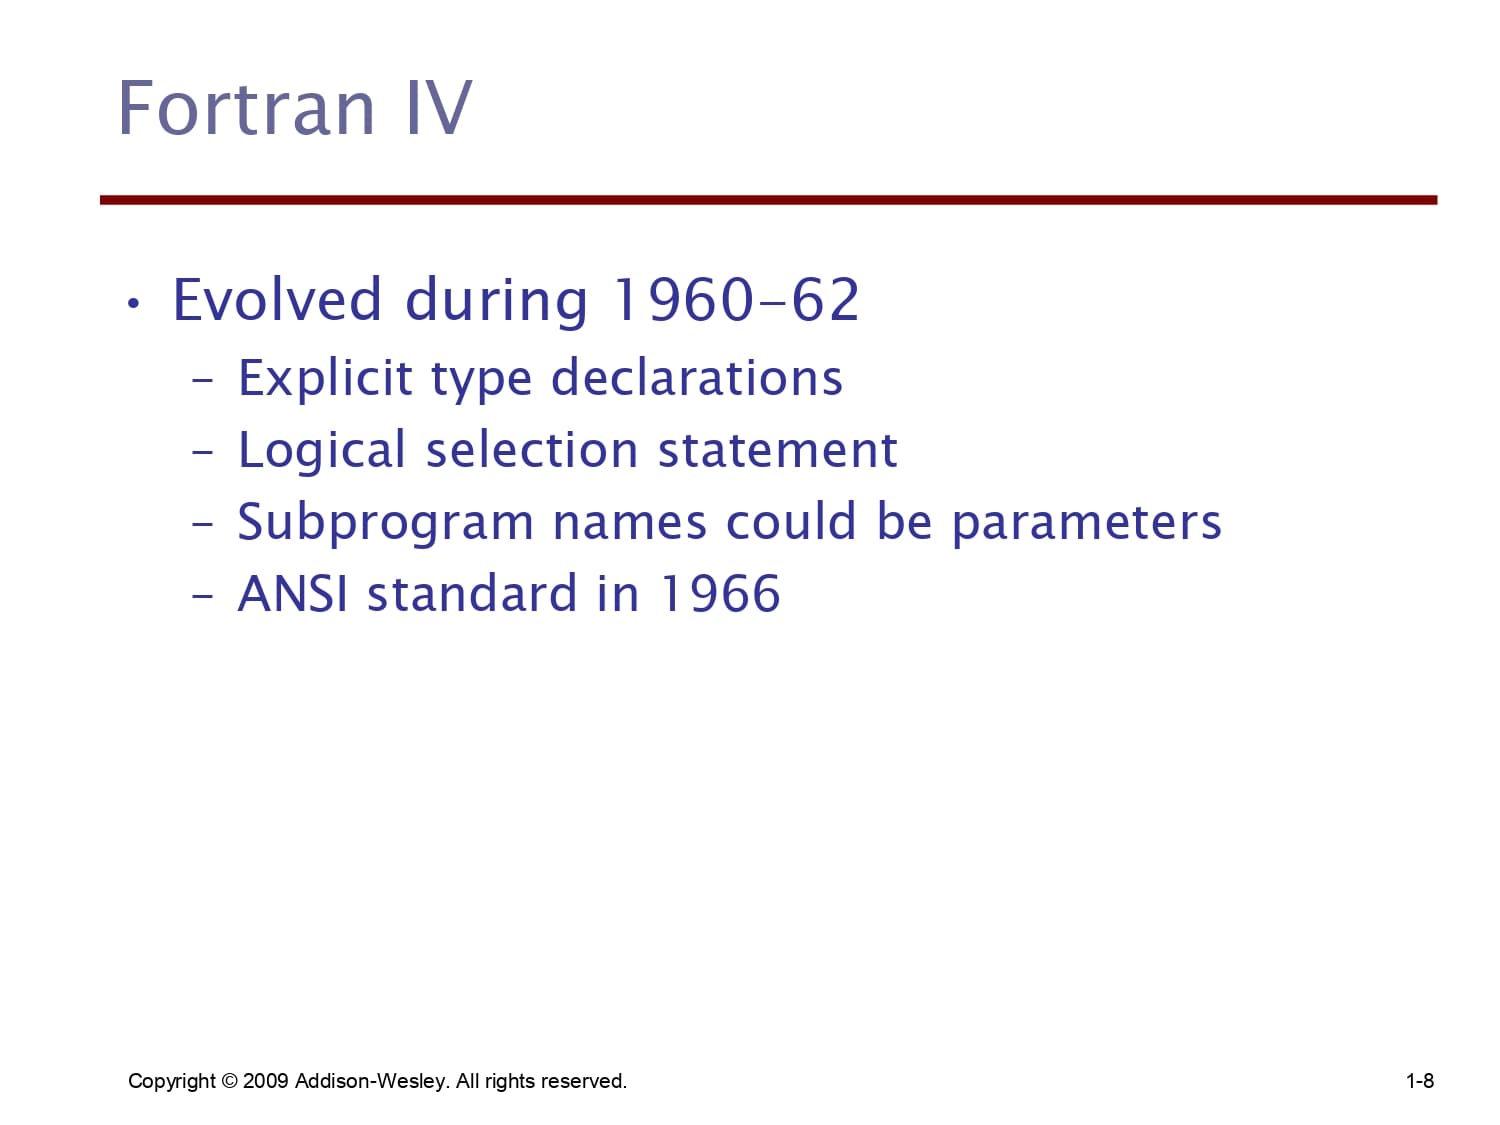 Fortran IV
• Evolved during 1960-62
– Explicit type declarations
– Logical selection statement
– Subprogram names could be parameters
– ANSI standard in 1966
Copyright © 2009 Addison-Wesley. All rights reserved.
1-8